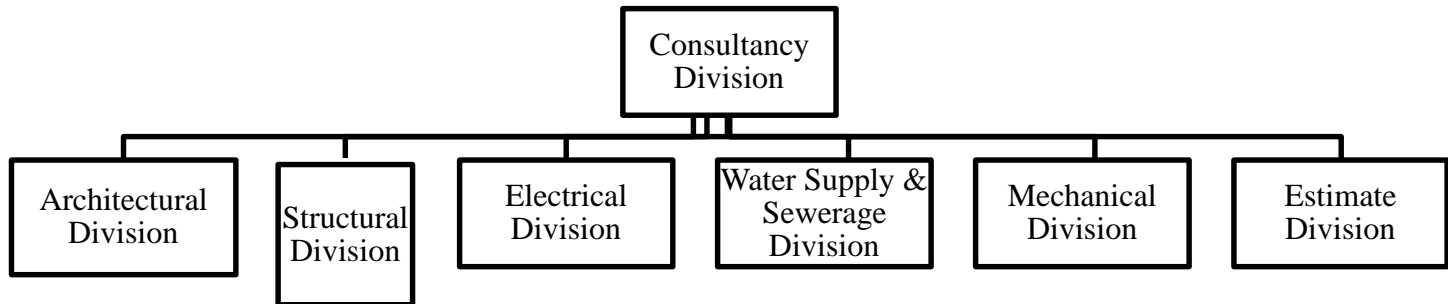 Consultancy
Division
Architectural
Division
Structural
Division
Electrical
Division
Water Supply &
Sewerage
Division
Mechanical
Division
Estimate
Division